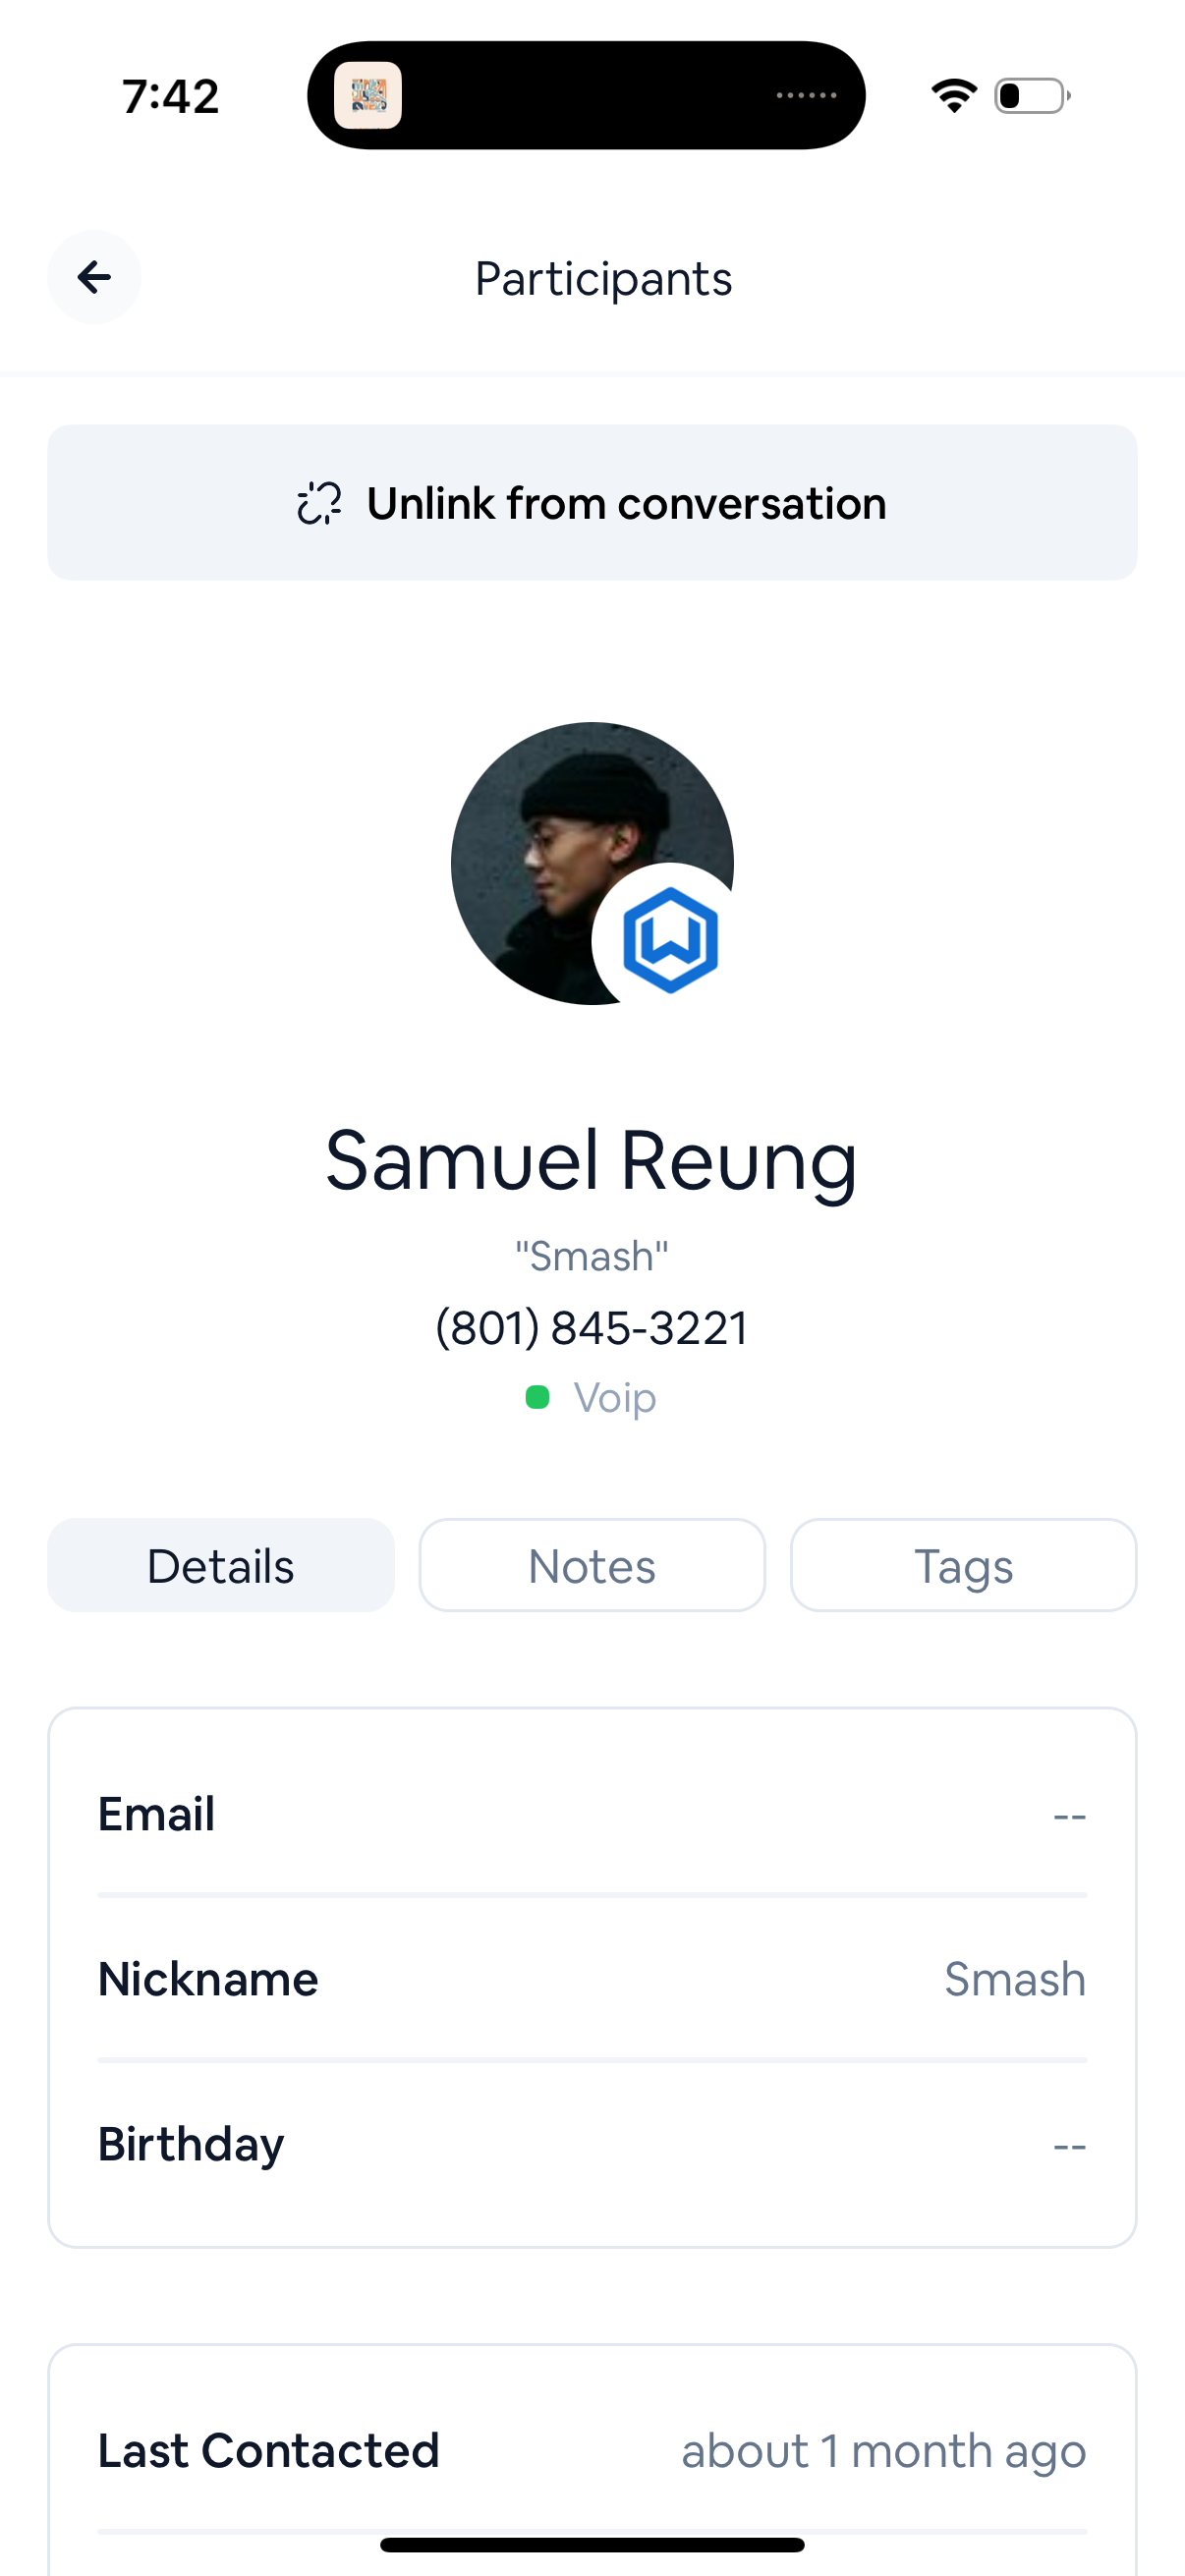 7:42
Participants
Unlink from conversation
Samuel Reung
"Smash"
(801) 845-3221
Voip
Details Notes Tags
Email --
Nickname Smash
Birthday --
Last Contacted about 1 month ago